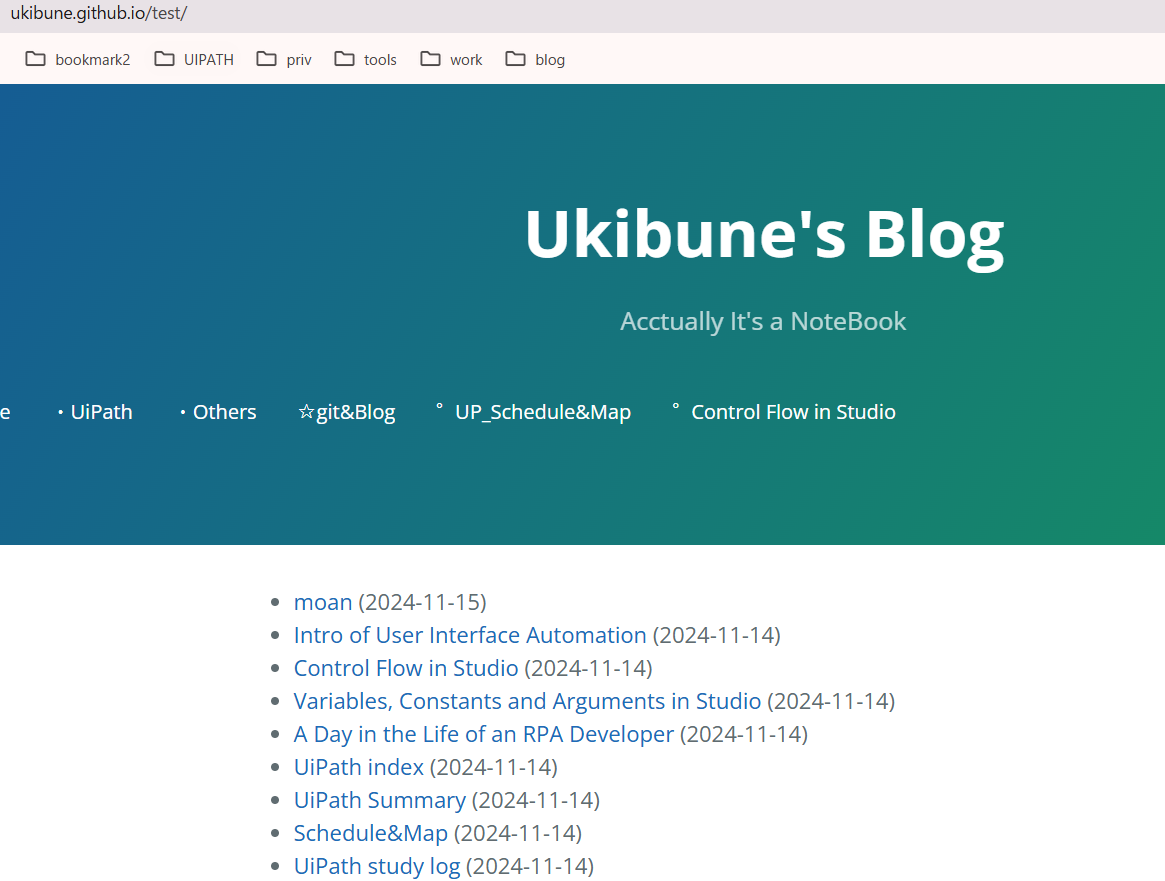 ukibune.github.io/test/
bookmark2 UIPATH priv tools work blog
Ukibune's Blog
Acctually It's a NoteBook
e ・UiPath ・Others ☆git&Blog ゜UP_Schedule&Map ゜Control Flow in Studio
• moan (2024-11-15)
• Intro of User Interface Automation (2024-11-14)
• Control Flow in Studio (2024-11-14)
• Variables, Constants and Arguments in Studio (2024-11-14)
• A Day in the Life of an RPA Developer (2024-11-14)
• UiPath index (2024-11-14)
• UiPath Summary (2024-11-14)
• Schedule&Map (2024-11-14)
• UiPath study log (2024-11-14)